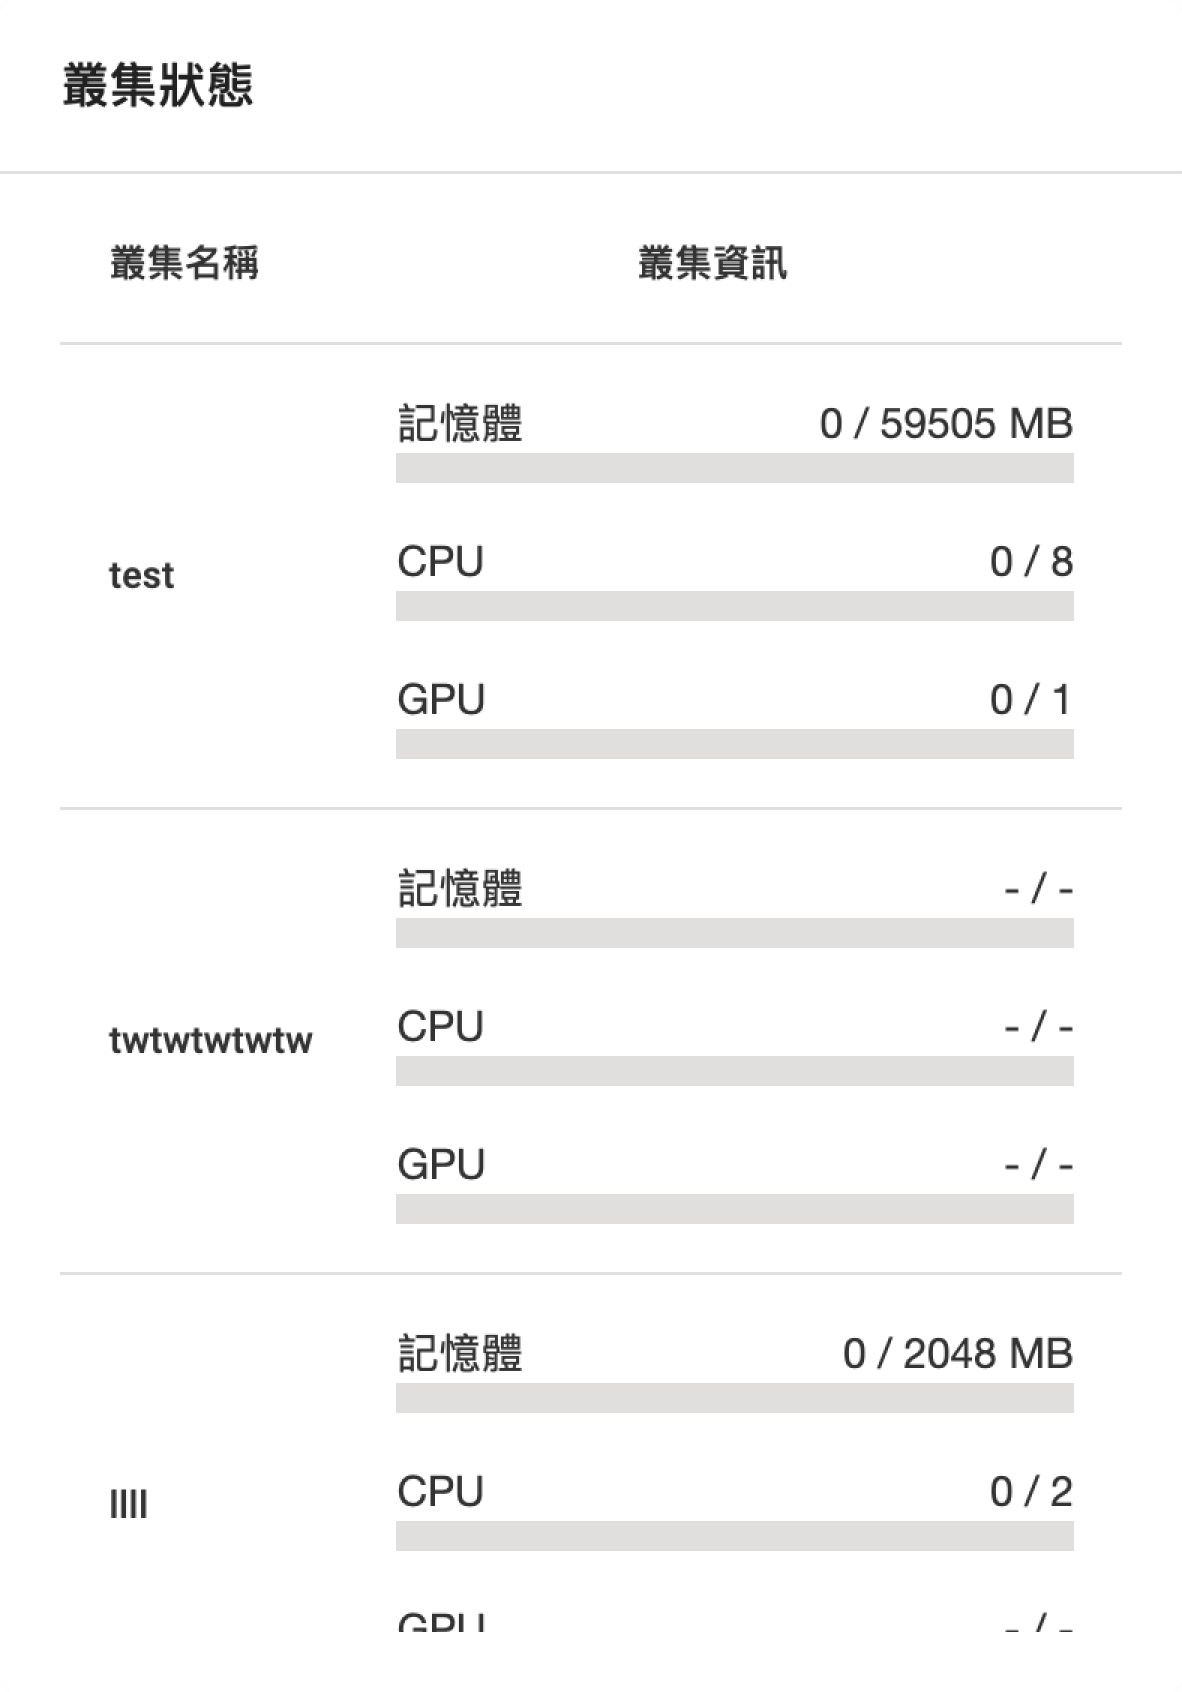 叢集狀態
叢集名稱 叢集資訊
記憶體 0 / 59505 MB
test
CPU 0 / 8
GPU 0 / 1
記憶體 - / -
twtwtwtwtw
CPU - / -
GPU - / -
記憶體 0 / 2048 MB
llll
CPU 0 / 2
GPU - / -